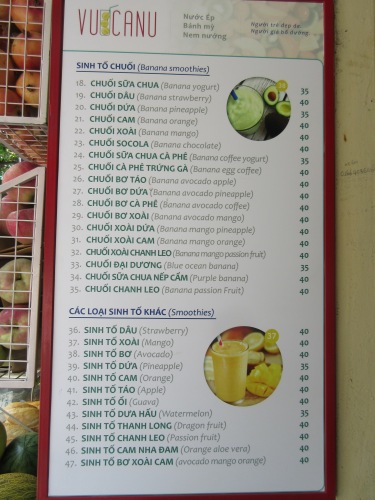 VUCANU
Nước Ép
Bánh mỳ
Nem nướng
Người trẻ đẹp da
SINH TỐ CHUỐI (Banana smoothies)
18. CHUỐI SỮA CHUA (Banana yogurt) 35
19. CHUỐI DÂU (Banana strawberry) 40
20. CHUỐI DỨA (Banana pineapple) 40
21. CHUỐI CAM (Banana orange) 40
22. CHUỐI XOÀI (Banana mango) 40
23. CHUỐI SOCOLA (Banana chocolate) 40
24. CHUỐI SỮA CHUA CÀ PHÊ (Banana coffee yogurt) 35
25. CHUỐI CÀ PHÊ TRỨNG GÀ (Banana egg coffee) 40
26. CHUỐI BƠ TÁO (Banana avocado apple) 40
27. CHUỐI BƠ DỨA (Banana avocado pineapple) 40
28. CHUỐI BƠ CÀ PHÊ (Banana avocado coffee) 40
29. CHUỐI BƠ XOÀI (Banana avocado mango) 40
30. CHUỐI XOÀI DỨA (Banana mango pineapple) 40
31. CHUỐI XOÀI CAM (Banana mango orange) 40
32. CHUỐI XOÀI CHANH LEO (Banana mango passion fruit) 40
33. CHUỐI ĐẠI DƯƠNG (Blue ocean banana) 35
34. CHUỐI SỮA CHUA NẾP CẨM (Purple banana) 40
35. CHUỐI CHANH LEO (Banana passion Fruit) 40
CÁC LOẠI SINH TỐ KHÁC (Smoothies)
36. SINH TỐ DÂU (Strawberry) 40
37. SINH TỐ XOÀI (Mango) 40
38. SINH TỐ BƠ (Avocado) 40
39. SINH TỐ DỨA (Pineapple) 35
40. SINH TỐ CAM (Orange) 40
41. SINH TỐ TÁO (Apple) 40
42. SINH TỐ ỔI (Guava) 40
43. SINH TỐ DƯA HẤU (Watermelon) 35
44. SINH TỐ THANH LONG (Dragon fruit) 40
45. SINH TỐ CHANH LEO (Passion fruit) 40
46. SINH TỐ CAM NHA ĐAM (Orange aloe vera) 40
47. SINH TỐ BƠ XOÀI CAM (avocado mango orange) 40
37